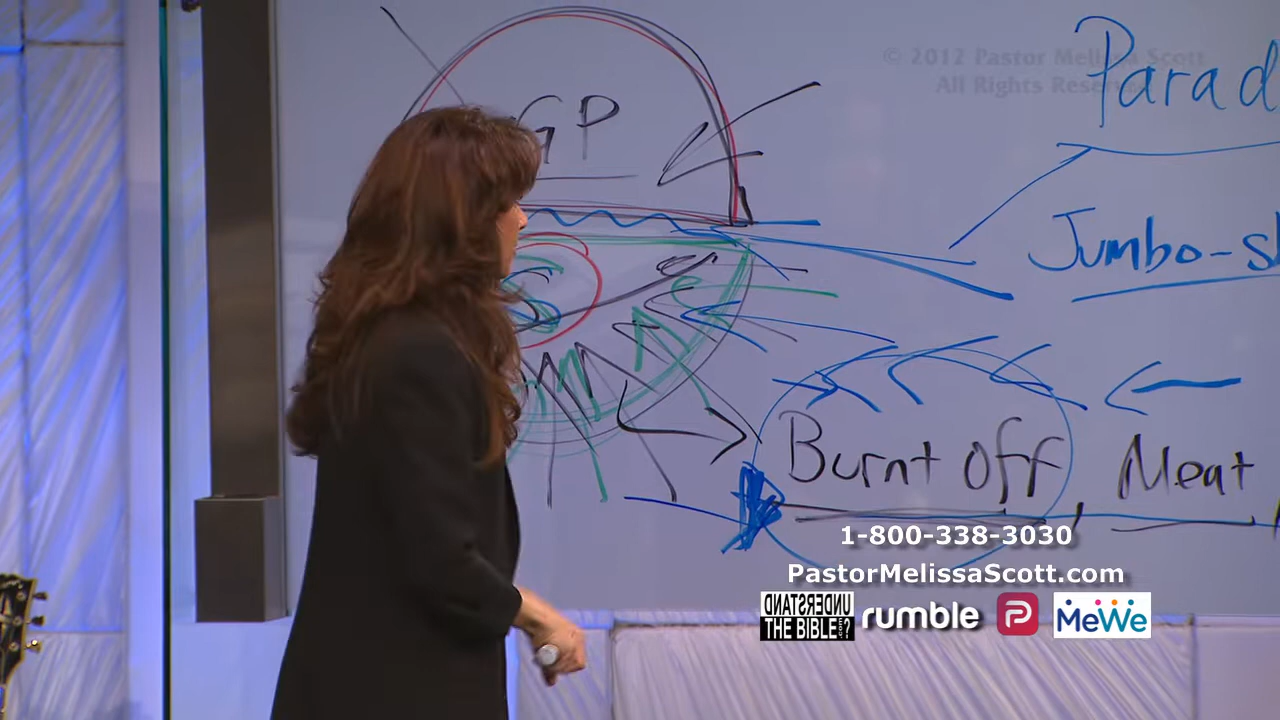 © 2012 Pastor Melissa Scott
All Rights Reserved
Parad
GP
Jumbo-sh
Burnt Off, Meat
1-800-338-3030
PastorMelissaScott.com
UNDERSTAND
THE BIBLE?
rumble
MeWe